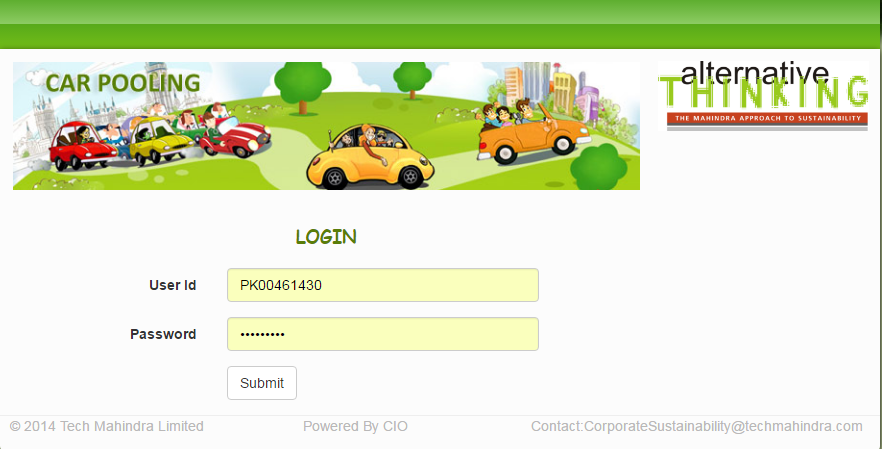 CAR POOLING
alternative
THINKING
THE MAHINDRA APPROACH TO SUSTAINABILITY
LOGIN
User Id PK00461430
Password •••••••••
Submit
© 2014 Tech Mahindra Limited Powered By CIO Contact:CorporateSustainability@techmahindra.com